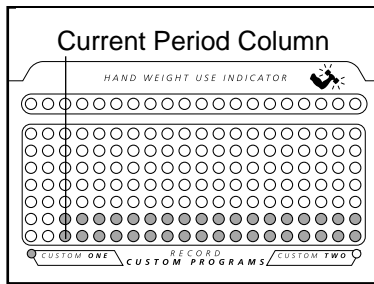 Current Period Column
HAND WEIGHT USE INDICATOR
RECORD
CUSTOM ONE CUSTOM PROGRAMS CUSTOM TWO